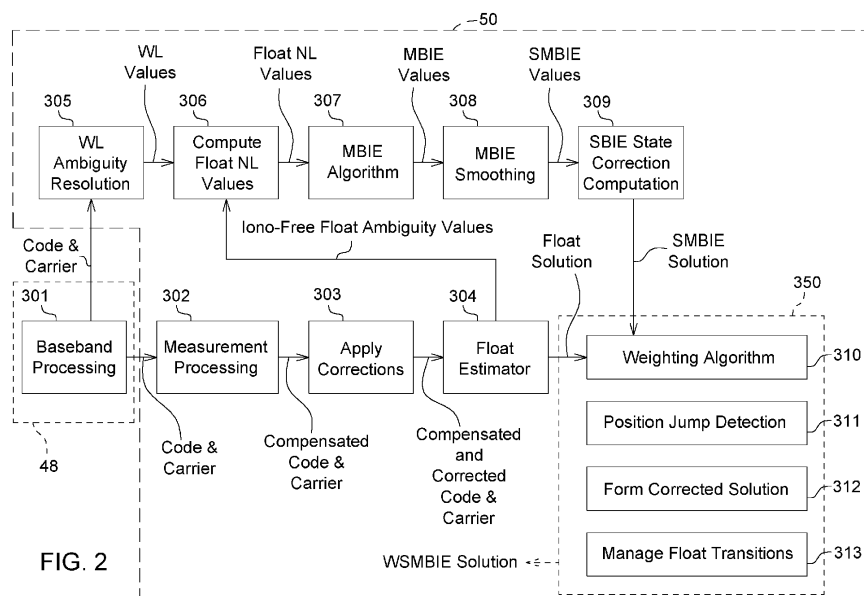 50
WL
Values
Float NL
Values
MBIE
Values
SMBIE
Values
305
306
307
308
309
WL
Ambiguity
Resolution
Compute
Float NL
Values
MBIE
Algorithm
MBIE
Smoothing
SBIE State
Correction
Computation
Iono-Free Float Ambiguity Values
Code &
Carrier
Float
Solution
SMBIE
Solution
301
302
303
304
350
Baseband
Processing
Measurement
Processing
Apply
Corrections
Float
Estimator
Weighting Algorithm
310
Position Jump Detection
311
Form Corrected Solution
312
Manage Float Transitions
313
48
Code &
Carrier
Compensated
Code &
Carrier
Compensated
and
Corrected
Code &
Carrier
WSMBIE Solution
FIG. 2